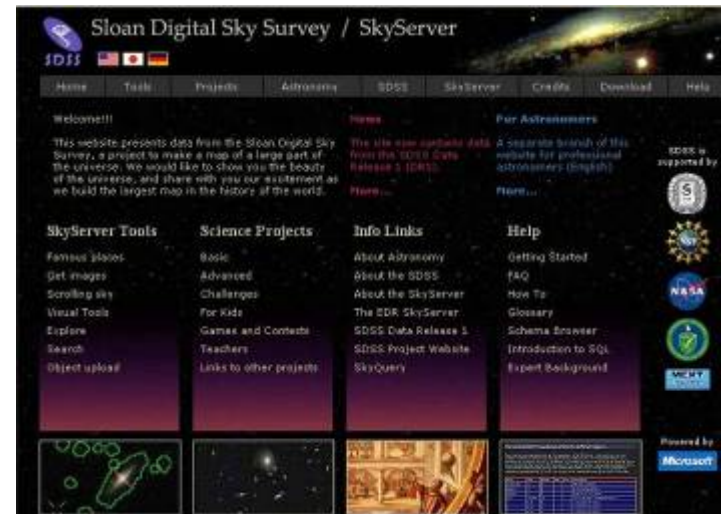 Sloan Digital Sky Survey / SkyServer
SDSS
Home Tools Projects Astronomy SDSS SkyServer Credits Download Help
Welcome!!!
This website presents data from the Sloan Digital Sky
Survey, a project to make a map of a large part of
the universe. We would like to show you the beauty
of the universe, and share with you our excitement as
we build the largest map in the history of the world.
News
The site now contains data
from the SDSS Data
Release 1 (DR1).
More...
For Astronomers
A separate branch of this
website for professional
astronomers (English)
More...
SDSS is
supported by
SkyServer Tools
Famous places
Get images
Scrolling sky
Visual Tools
Explore
Search
Object upload
Science Projects
Basic
Advanced
Challenges
For Kids
Games and Contests
Teachers
Links to other projects
Info Links
About Astronomy
About the SDSS
About the SkyServer
The EDR SkyServer
SDSS Data Release 1
SDSS Project Website
SkyQuery
Help
Getting Started
FAQ
How To
Glossary
Schema Browser
Introduction to SQL
Expert Background
NSF
NASA
MEXT
Powered by
Microsoft